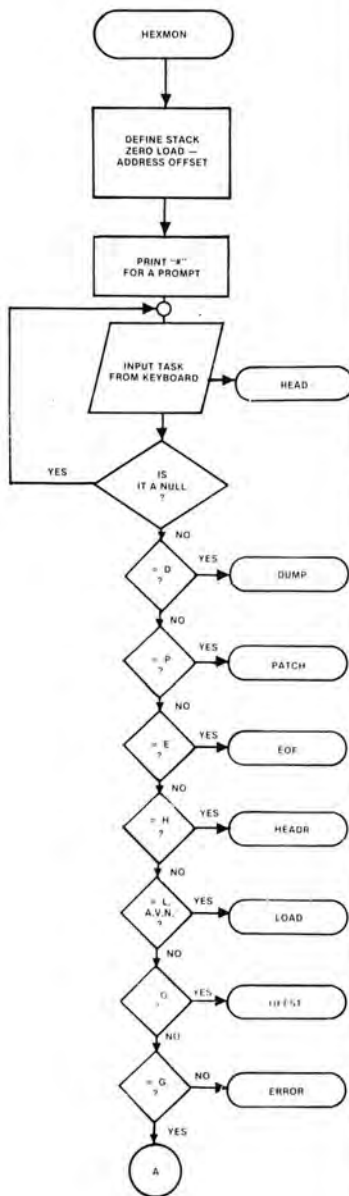 HEXMON
DEFINE STACK
ZERO LOAD —
ADDRESS OFFSET
PRINT "#"
FOR A PROMPT
INPUT TASK
FROM KEYBOARD
HEAD
YES
IS
IT A NULL
?
NO
= D
?
YES
DUMP
NO
= P
?
YES
PATCH
NO
= E
?
YES
EOF
NO
= H
?
YES
HEADR
NO
= L,
A.V.N.
?
YES
LOAD
NO
O
?
YES
NO
= G
?
NO
ERROR
YES
A